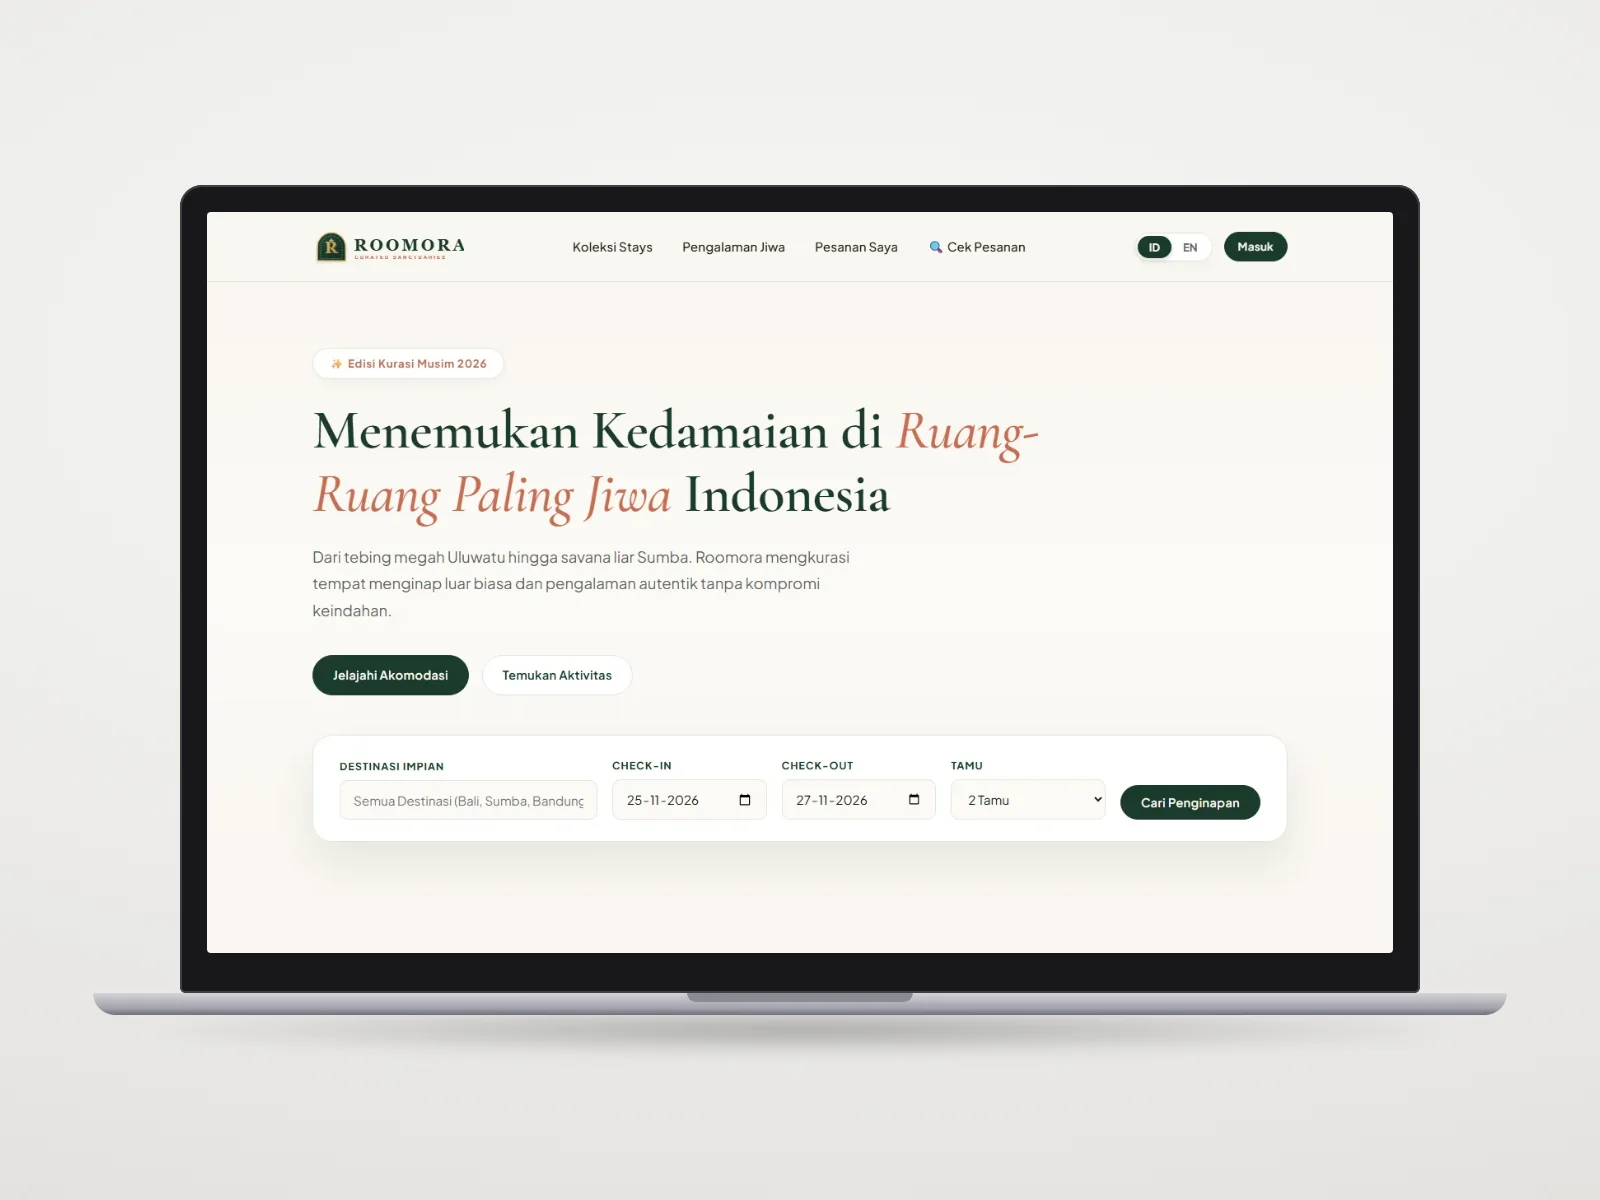 ROOMORA
CURATED SANCTUARIES
Koleksi Stays
Pengalaman Jiwa
Pesanan Saya
🔍 Cek Pesanan
ID
EN
Masuk
✨ Edisi Kurasi Musim 2026
Menemukan Kedamaian di Ruang-
Ruang Paling Jiwa Indonesia
Dari tebing megah Uluwatu hingga savana liar Sumba. Roomora mengkurasi
tempat menginap luar biasa dan pengalaman autentik tanpa kompromi
keindahan.
Jelajahi Akomodasi
Temukan Aktivitas
DESTINASI IMPIAN
Semua Destinasi (Bali, Sumba, Bandung
CHECK-IN
25-11-2026
CHECK-OUT
27-11-2026
TAMU
2 Tamu
Cari Penginapan